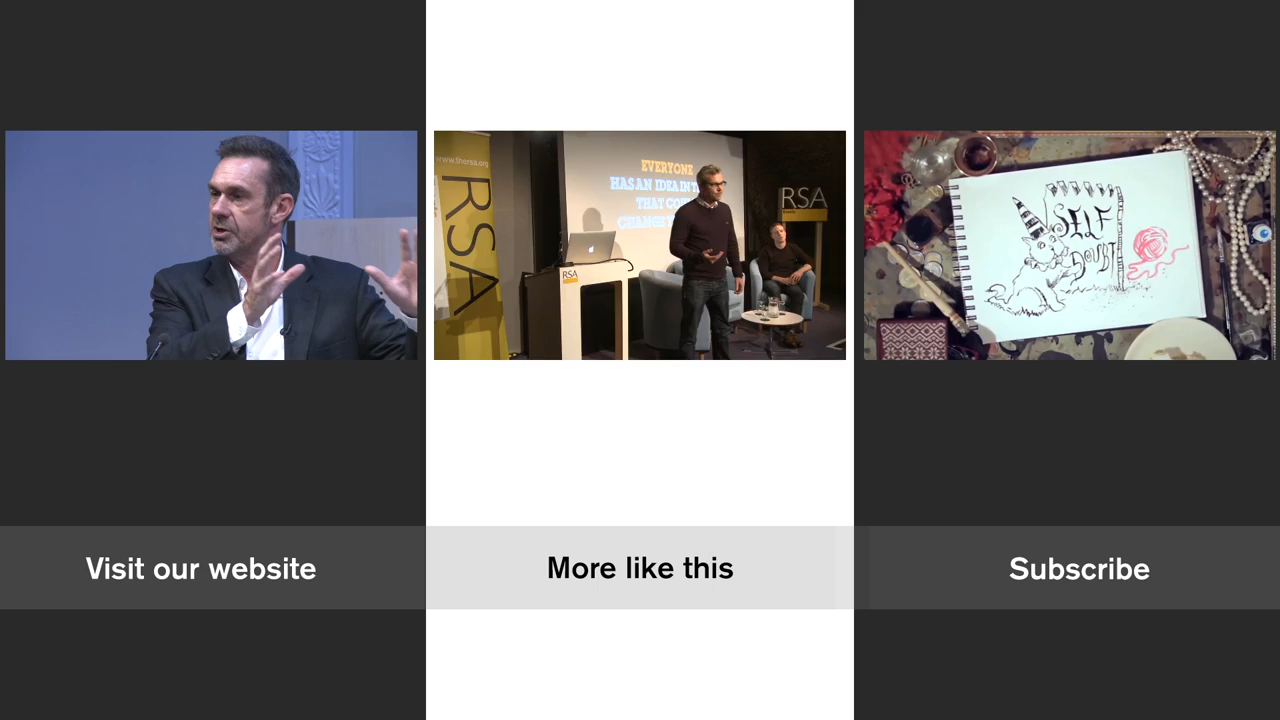 www.thersa.org
RSA
EVERYONE
HAS AN IDEA IN
THAT
CHANGE
RSA
RSA
SELF
DOUBT
Visit our website
More like this
Subscribe